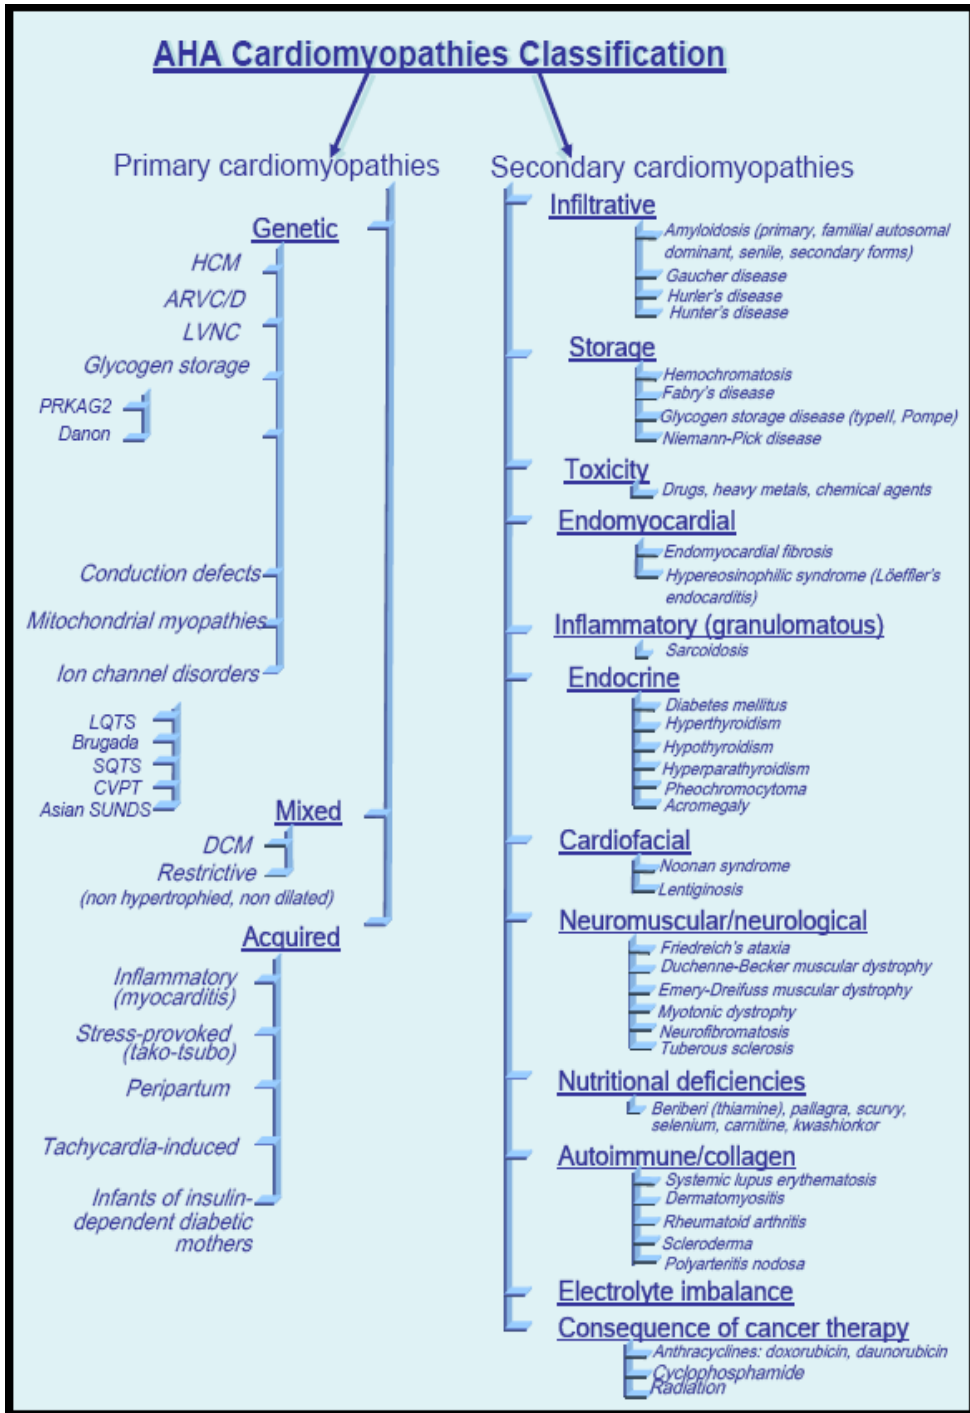 AHA Cardiomyopathies Classification
Primary cardiomyopathies
Genetic
HCM
ARVC/D
LVNC
Glycogen storage
PRKAG2
Danon
Conduction defects
Mitochondrial myopathies
Ion channel disorders
LQTS
Brugada
SQTS
CVPT
Asian SUNDS
Mixed
DCM
Restrictive
(non hypertrophied, non dilated)
Acquired
Inflammatory
(myocarditis)
Stress-provoked
(tako-tsubo)
Peripartum
Tachycardia-induced
Infants of insulin-
dependent diabetic
mothers
Secondary cardiomyopathies
Infiltrative
Amyloidosis (primary, familial autosomal
dominant, senile, secondary forms)
Gaucher disease
Hurler's disease
Hunter's disease
Storage
Hemochromatosis
Fabry's disease
Glycogen storage disease (typeII, Pompe)
Niemann-Pick disease
Toxicity
Drugs, heavy metals, chemical agents
Endomyocardial
Endomyocardial fibrosis
Hypereosinophilic syndrome (Löeffler's
endocarditis)
Inflammatory (granulomatous)
Sarcoidosis
Endocrine
Diabetes mellitus
Hyperthyroidism
Hypothyroidism
Hyperparathyroidism
Pheochromocytoma
Acromegaly
Cardiofacial
Noonan syndrome
Lentiginosis
Neuromuscular/neurological
Friedreich's ataxia
Duchenne-Becker muscular dystrophy
Emery-Dreifuss muscular dystrophy
Myotonic dystrophy
Neurofibromatosis
Tuberous sclerosis
Nutritional deficiencies
Beriberi (thiamine), pallagra, scurvy,
selenium, carnitine, kwashiorkor
Autoimmune/collagen
Systemic lupus erythematosis
Dermatomyositis
Rheumatoid arthritis
Scleroderma
Polyarteritis nodosa
Electrolyte imbalance
Consequence of cancer therapy
Anthracyclines: doxorubicin, daunorubicin
Cyclophosphamide
Radiation